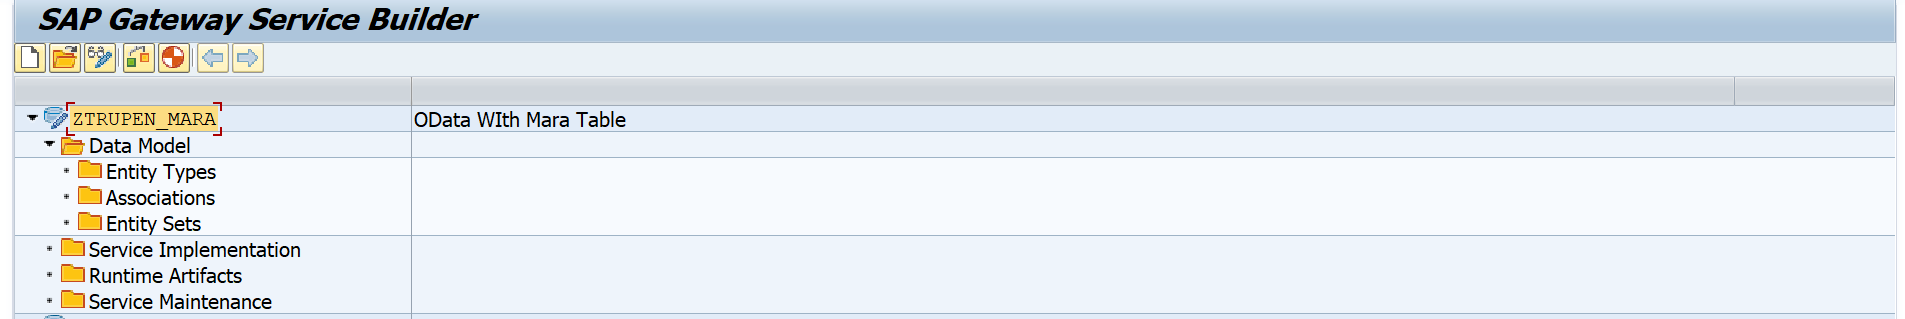 SAP Gateway Service Builder
ZTRUPEN_MARA OData WIth Mara Table
Data Model
Entity Types
Associations
Entity Sets
Service Implementation
Runtime Artifacts
Service Maintenance